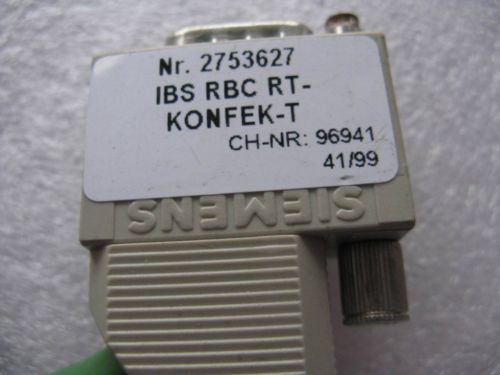 Nr. 2753627
IBS RBC RT-
KONFEK-T
CH-NR: 96941
41/99
SIEMENS